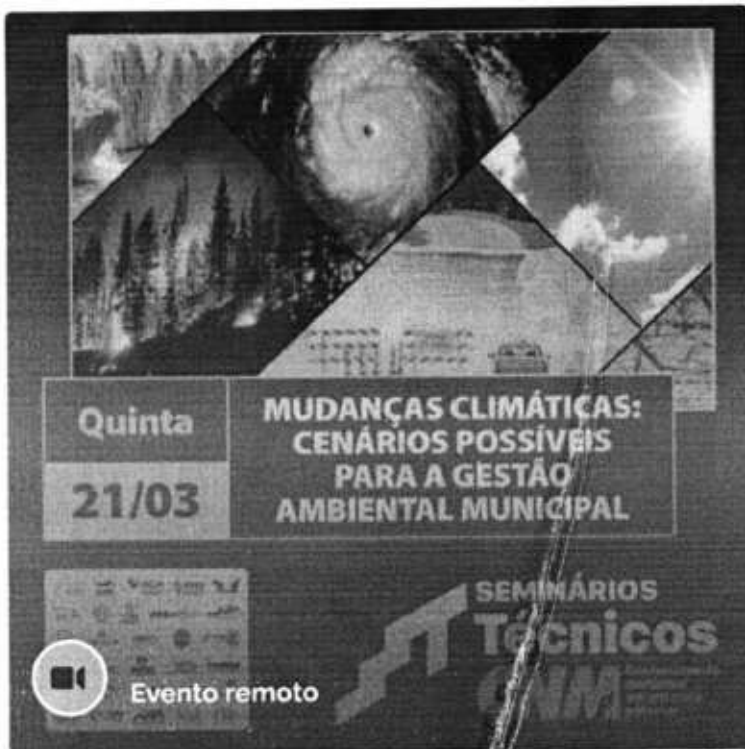 Quinta
21/03
MUDANÇAS CLIMÁTICAS:
CENÁRIOS POSSÍVEIS
PARA A GESTÃO
AMBIENTAL MUNICIPAL
Evento remoto
SEMINÁRIOS
Técnicos
CNM